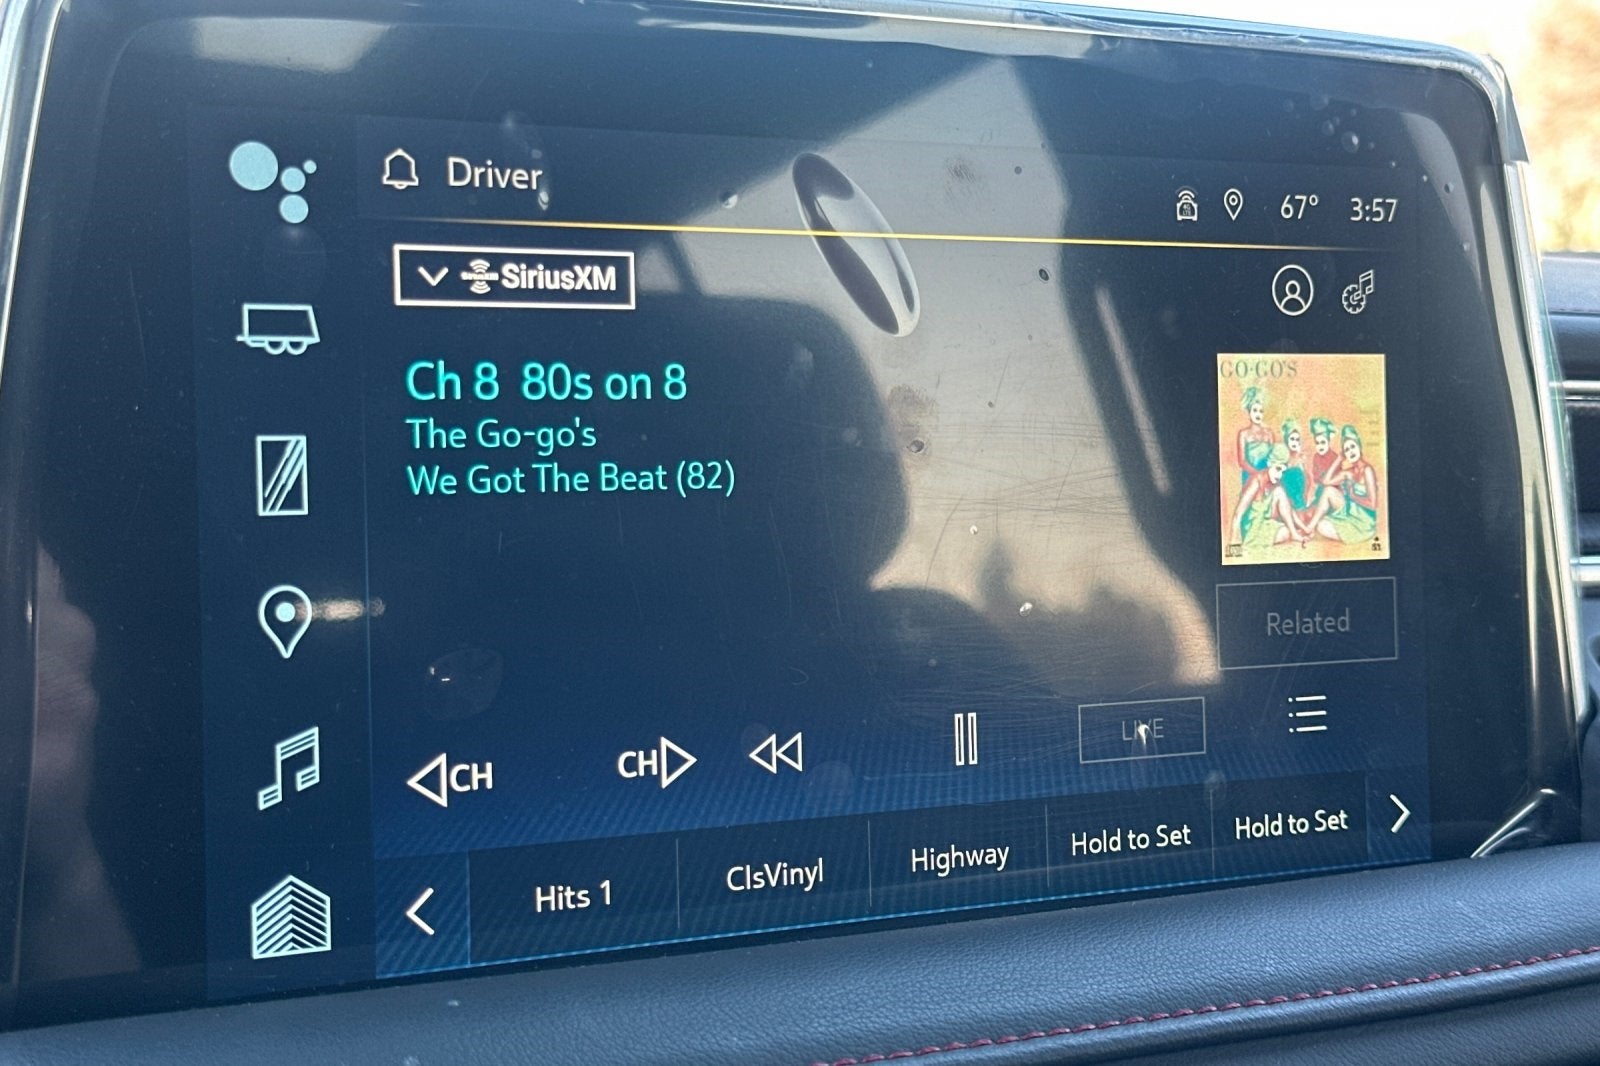 Driver
67° 3:57
SiriusXM
Ch 8 80s on 8
The Go-go's
We Got The Beat (82)
GO·GO'S
Related
CH
CH
LIVE
Hits 1
ClsVinyl
Highway
Hold to Set
Hold to Set